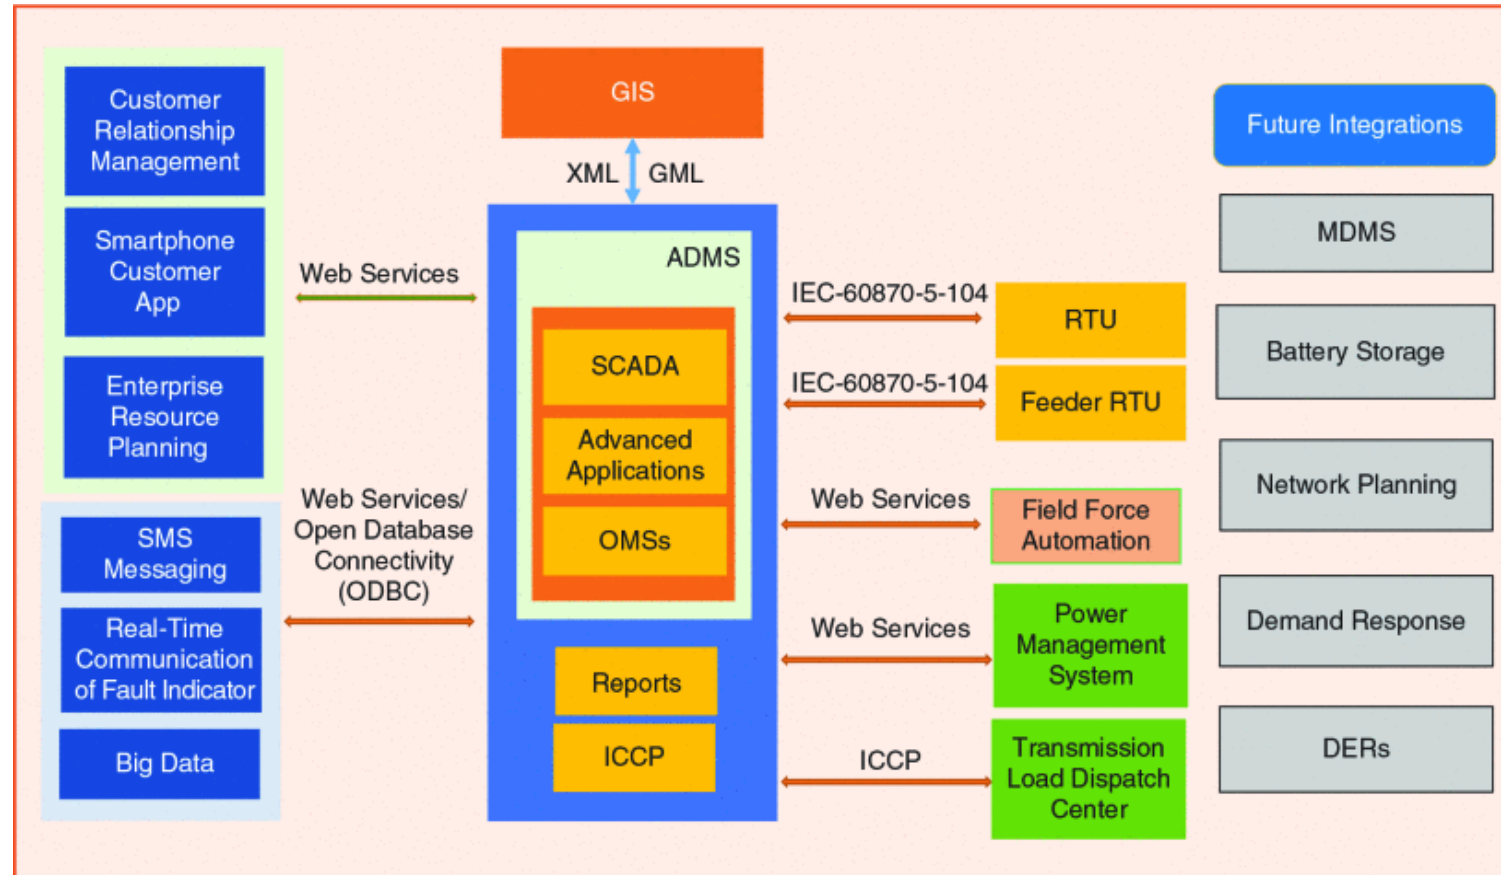 Customer
Relationship
Management
Smartphone
Customer
App
Enterprise
Resource
Planning
SMS
Messaging
Real-Time
Communication
of Fault Indicator
Big Data
Web Services
Web Services/
Open Database
Connectivity
(ODBC)
GIS
XML GML
ADMS
SCADA
Advanced
Applications
OMSs
Reports
ICCP
IEC-60870-5-104
IEC-60870-5-104
Web Services
Web Services
ICCP
RTU
Feeder RTU
Field Force
Automation
Power
Management
System
Transmission
Load Dispatch
Center
Future Integrations
MDMS
Battery Storage
Network Planning
Demand Response
DERs